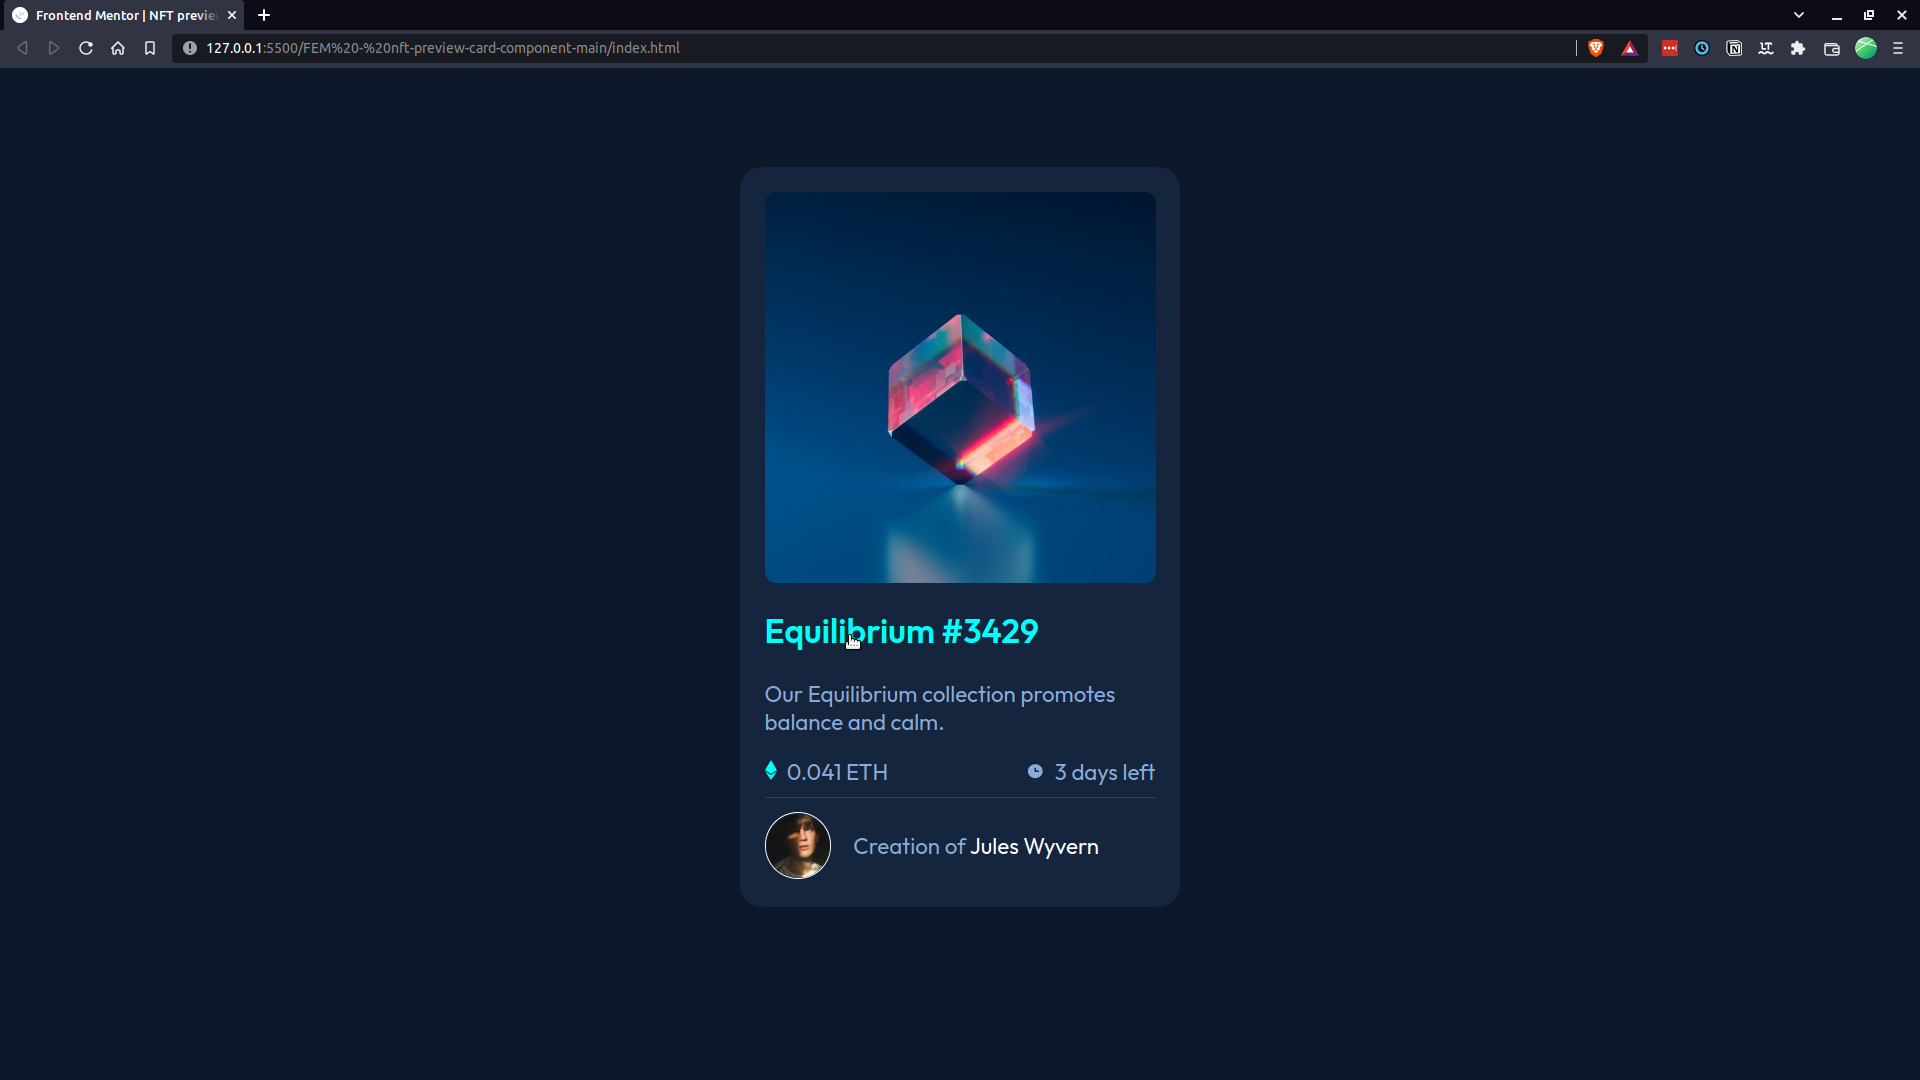 Frontend Mentor | NFT previe
127.0.0.1:5500/FEM%20-%20nft-preview-card-component-main/index.html
Equilibrium #3429
Our Equilibrium collection promotes
balance and calm.
0.041 ETH
3 days left
Creation of Jules Wyvern